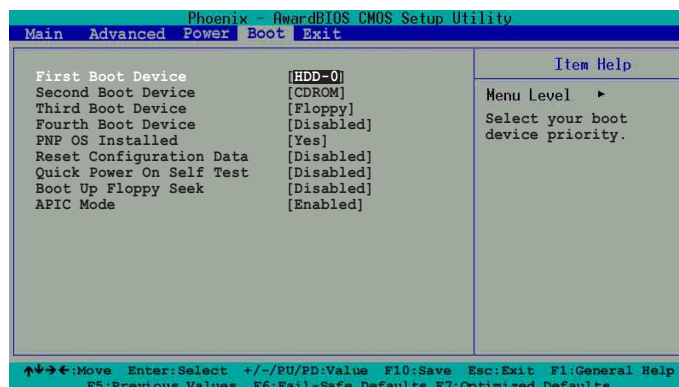 Phoenix - AwardBIOS CMOS Setup Utility
Main Advanced Power Boot Exit
Item Help
First Boot Device [HDD-0]
Second Boot Device [CDROM]
Third Boot Device [Floppy]
Fourth Boot Device [Disabled]
PNP OS Installed [Yes]
Reset Configuration Data [Disabled]
Quick Power On Self Test [Disabled]
Boot Up Floppy Seek [Disabled]
APIC Mode [Enabled]
Menu Level ▸
Select your boot
device priority.
↑↓→←:Move Enter:Select +/-/PU/PD:Value F10:Save Esc:Exit F1:General Help
F5:Previous Values F6:Fail-Safe Defaults F7:Optimized Defaults